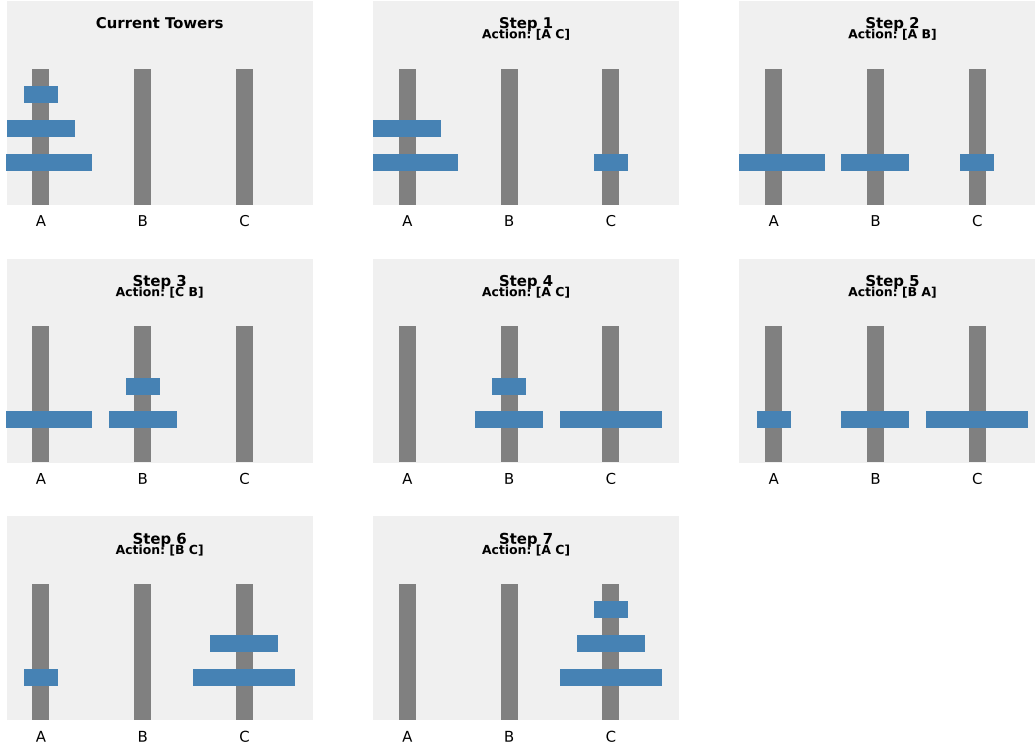 Current Towers
A B C
Step 1
Action: [A C]
A B C
Step 2
Action: [A B]
A B C
Step 3
Action: [C B]
A B C
Step 4
Action: [A C]
A B C
Step 5
Action: [B A]
A B C
Step 6
Action: [B C]
A B C
Step 7
Action: [A C]
A B C